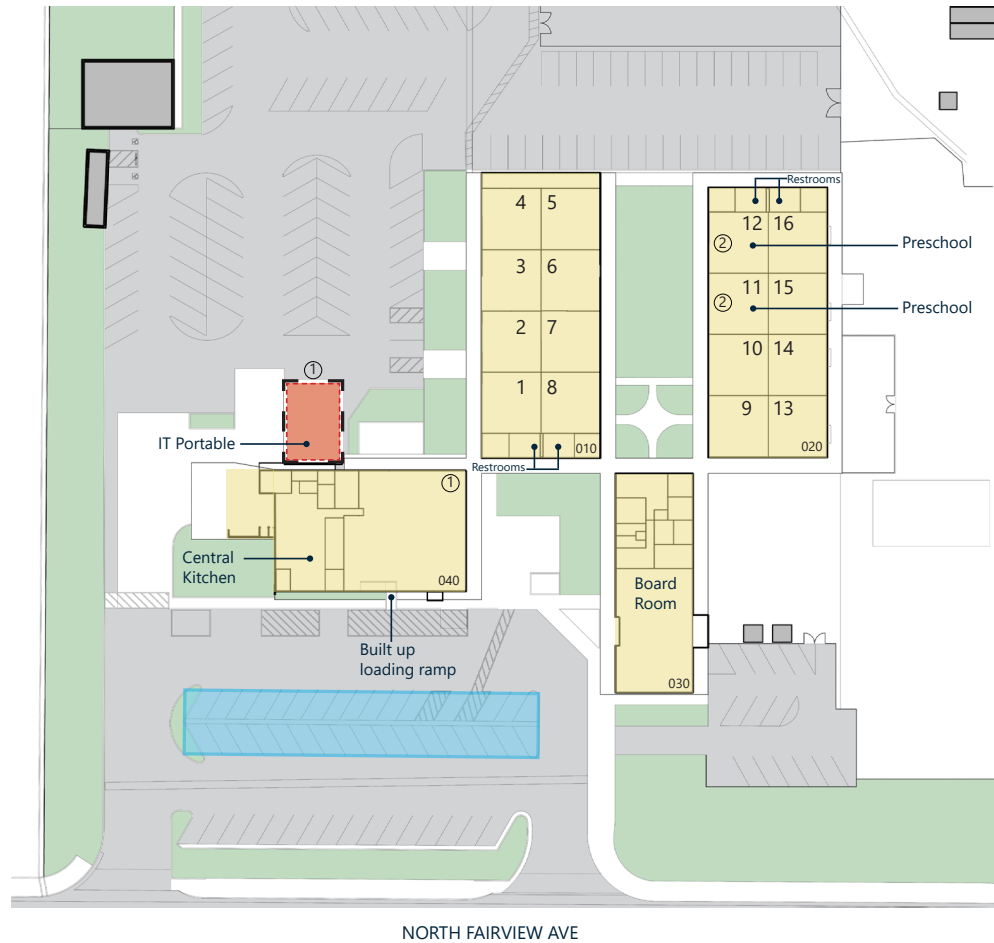 Restrooms
4 5
12 16
② Preschool
3 6
11 15
② Preschool
2 7
10 14
①
1 8
9 13
IT Portable
010
020
Restrooms
①
Central
Kitchen
040
Board
Room
Built up
loading ramp
030
NORTH FAIRVIEW AVE